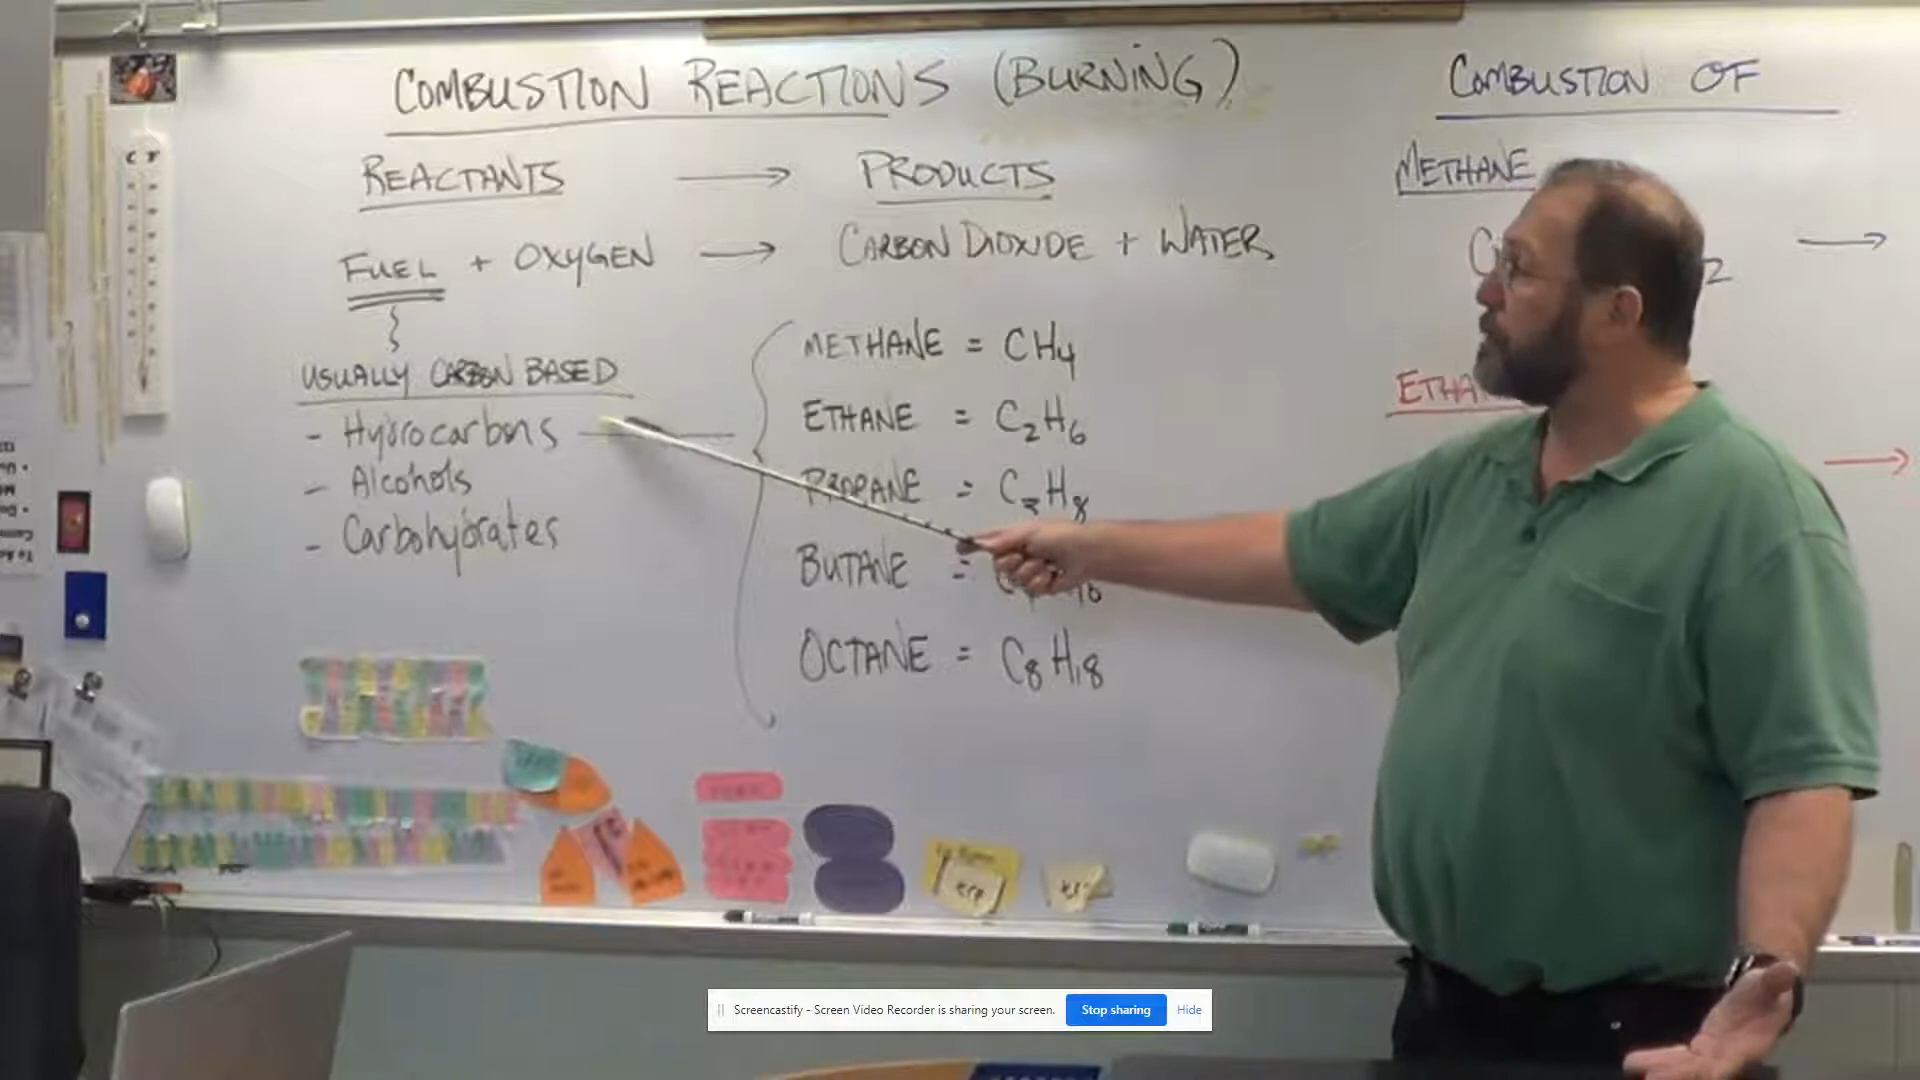 COMBUSTION REACTIONS (BURNING)
REACTANTS → PRODUCTS
FUEL + OXYGEN → CARBON DIOXIDE + WATER
USUALLY CARBON BASED
- Hydrocarbons
- Alcohols
- Carbohydrates
METHANE = CH4
ETHANE = C2H6
PROPANE = C3H8
BUTANE =
OCTANE = C8H18
COMBUSTION OF
METHANE
→
→
C F
Screencastify - Screen Video Recorder is sharing your screen.
Stop sharing
Hide